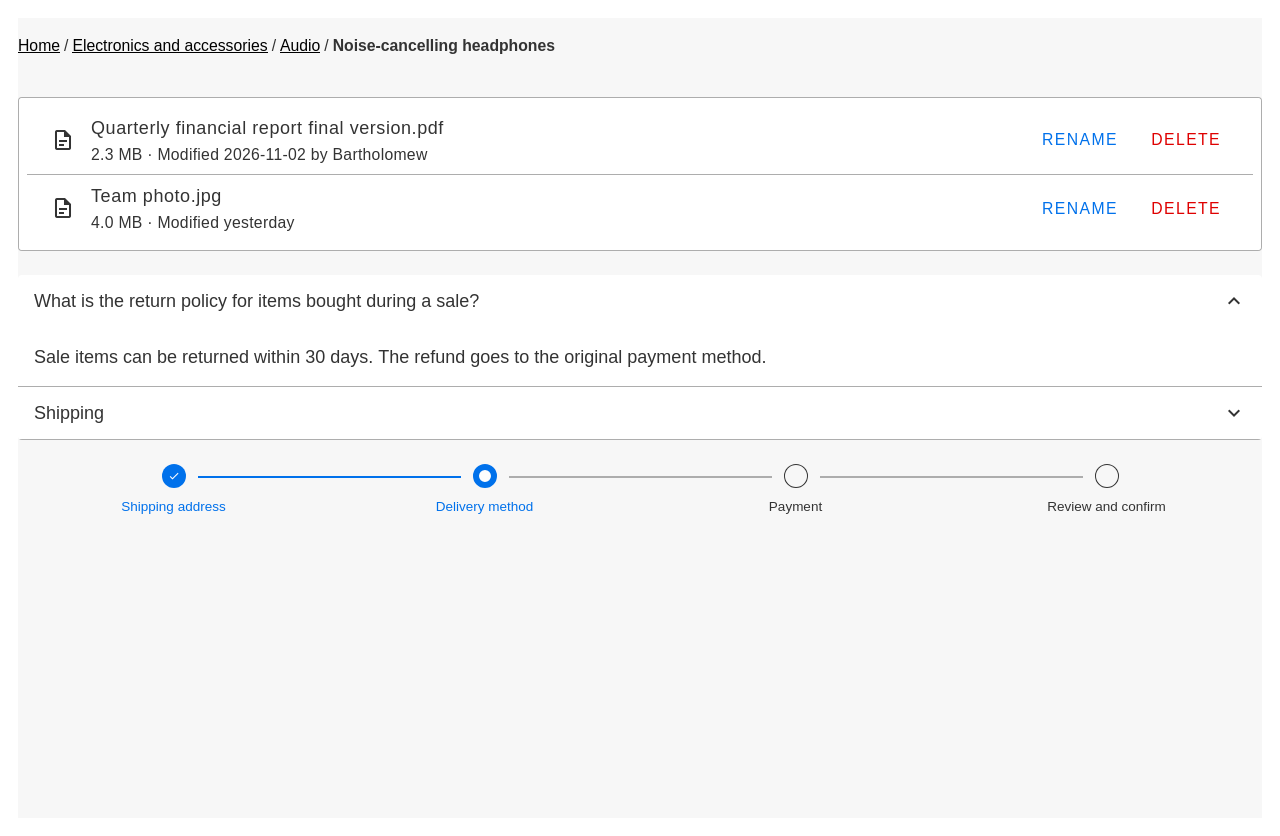 Home / Electronics and accessories / Audio / Noise-cancelling headphones
Quarterly financial report final version.pdf
2.3 MB · Modified 2026-11-02 by Bartholomew
RENAME DELETE
Team photo.jpg
4.0 MB · Modified yesterday
RENAME DELETE
What is the return policy for items bought during a sale?
Sale items can be returned within 30 days. The refund goes to the original payment method.
Shipping
Shipping address Delivery method Payment Review and confirm